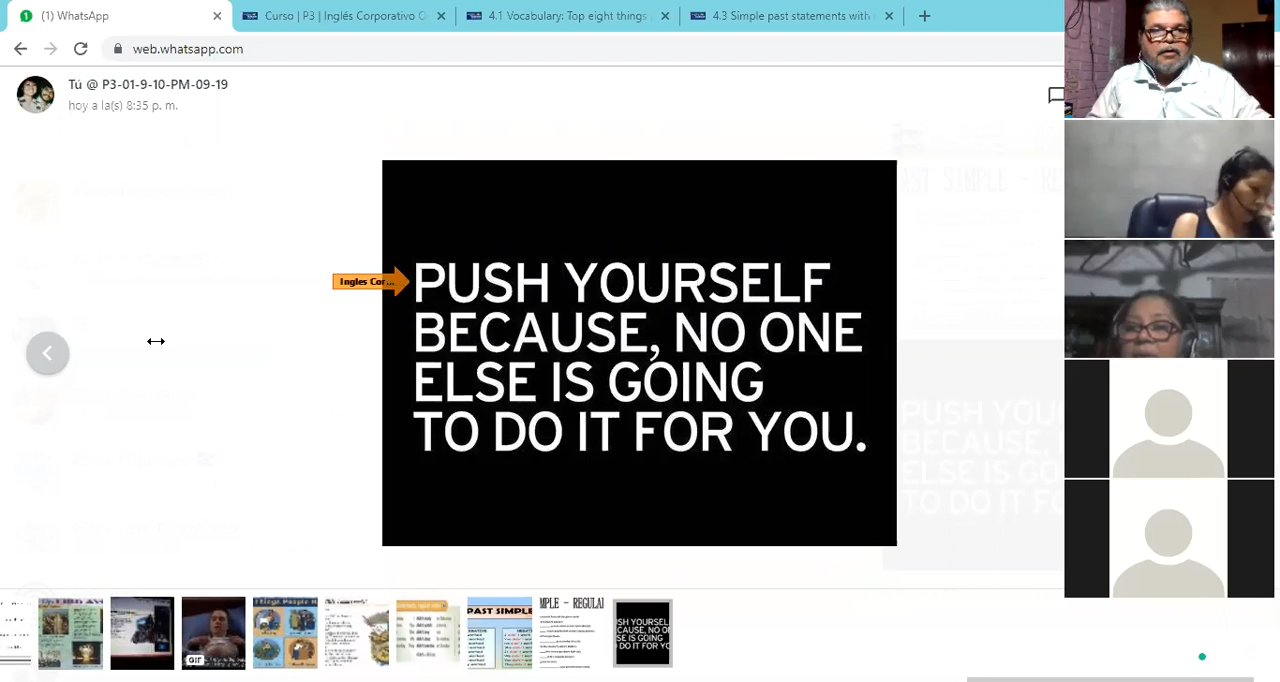 (1) WhatsApp
Curso | P3 | Inglés Corporativo
4.1 Vocabulary: Top eight things
4.3 Simple past statements with
web.whatsapp.com
Tú @ P3-01-9-10-PM-09-19
hoy a la(s) 8:35 p. m.
Ingles Cor...
PUSH YOURSELF
BECAUSE, NO ONE
ELSE IS GOING
TO DO IT FOR YOU.
GIF
PAST SIMPLE